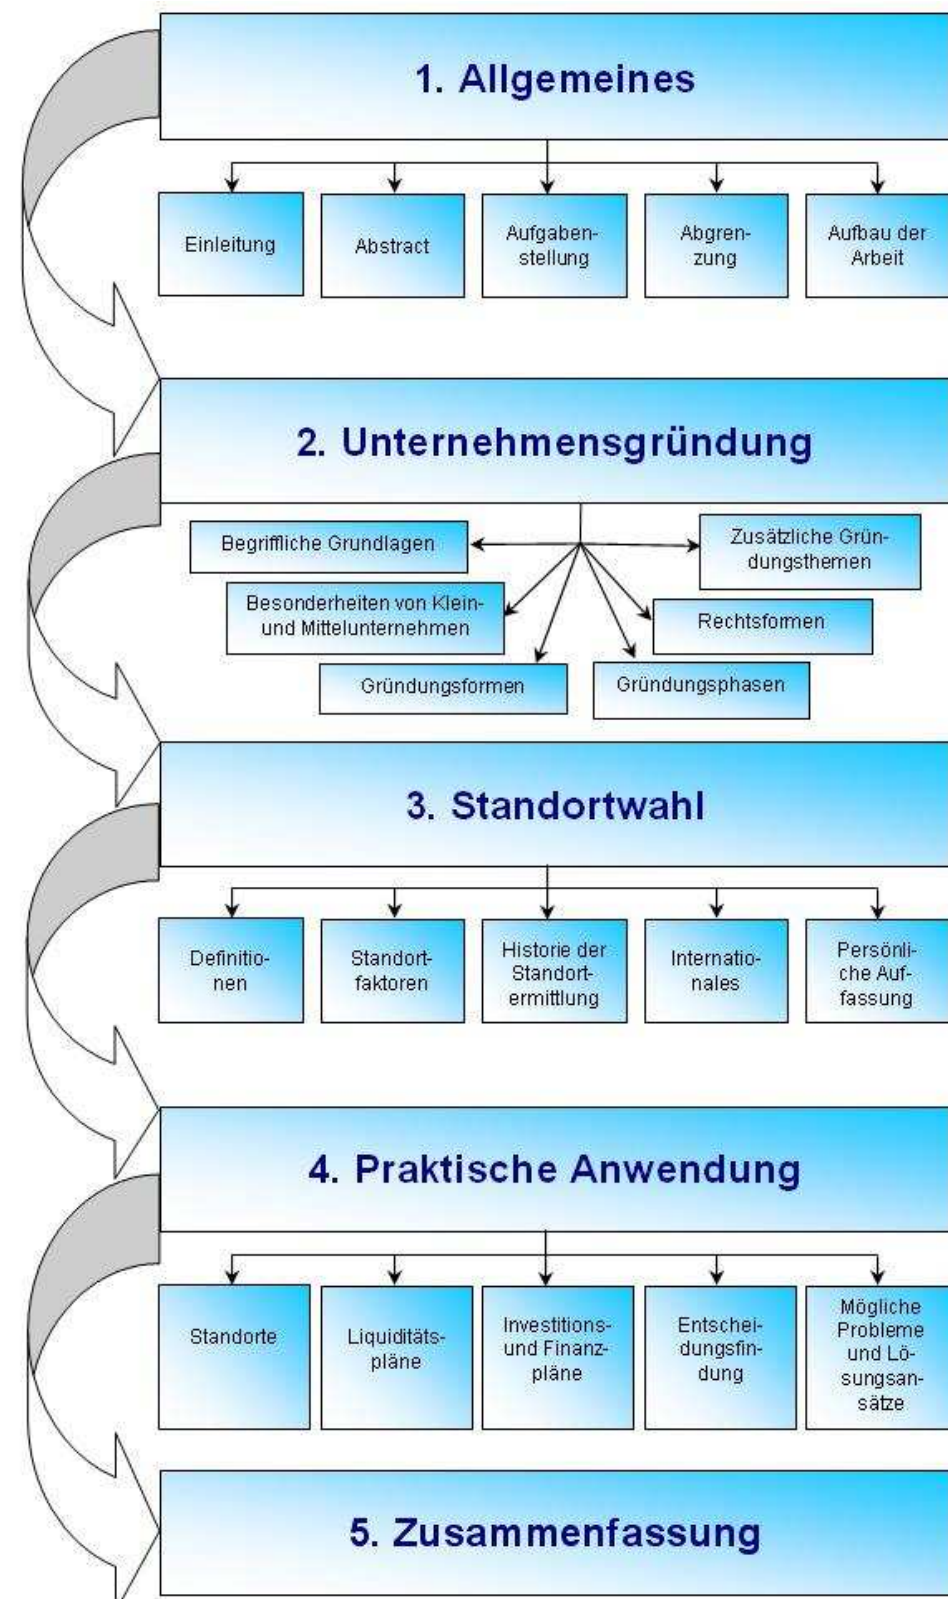 1. Allgemeines
Einleitung
Abstract
Aufgaben-
stellung
Abgren-
zung
Aufbau der
Arbeit
2. Unternehmensgründung
Begriffliche Grundlagen
Zusätzliche Grün-
dungsthemen
Besonderheiten von Klein-
und Mittelunternehmen
Rechtsformen
Gründungsformen
Gründungsphasen
3. Standortwahl
Definitio-
nen
Standort-
faktoren
Historie der
Standort-
ermittlung
Internatio-
nales
Persönli-
che Auf-
fassung
4. Praktische Anwendung
Standorte
Liquiditäts-
pläne
Investitions-
und Finanz-
pläne
Entschei-
dungsfin-
dung
Mögliche
Probleme
und Lö-
sungsan-
sätze
5. Zusammenfassung